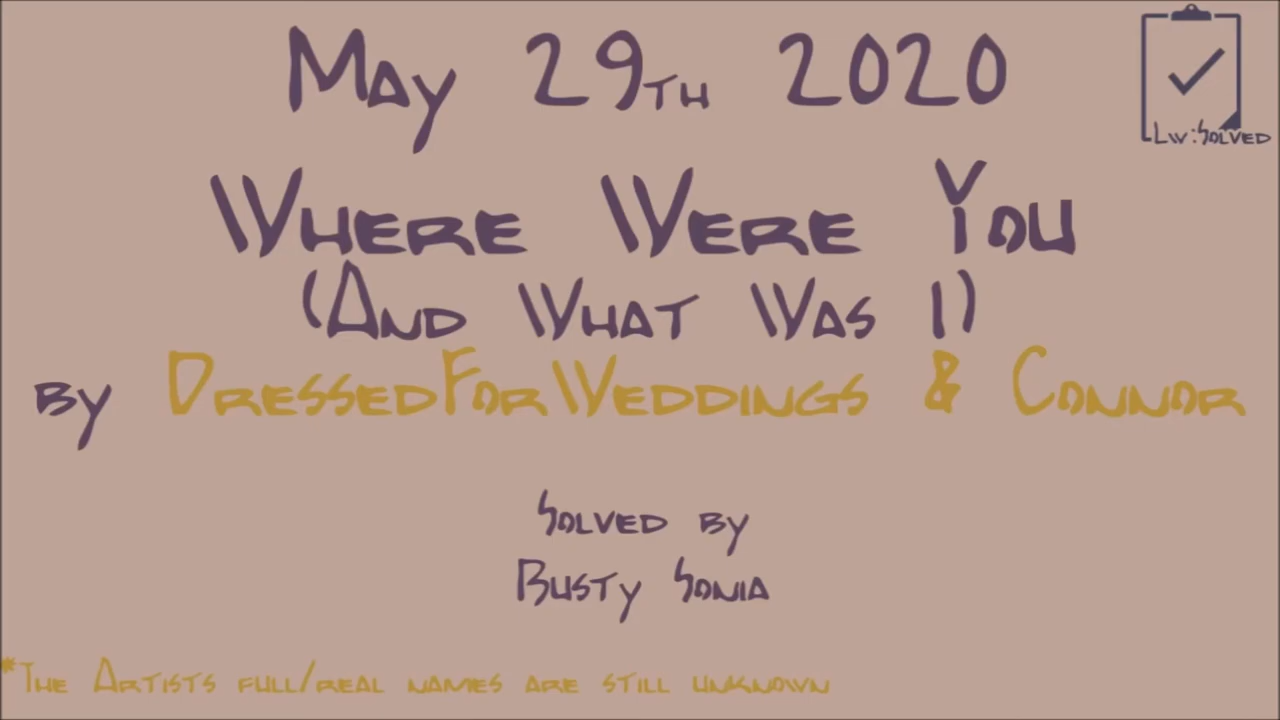 May 29th 2020
Lw:Solved
Where Were You
(And What Was I)
by DressedForWeddings & Connor
Solved by
Busty Sonia
*The Artists full/real names are still unknown